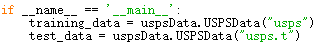 if __name__ == '__main__':
    training_data = uspsData.USPSData("usps")
    test_data = uspsData.USPSData("usps.t")